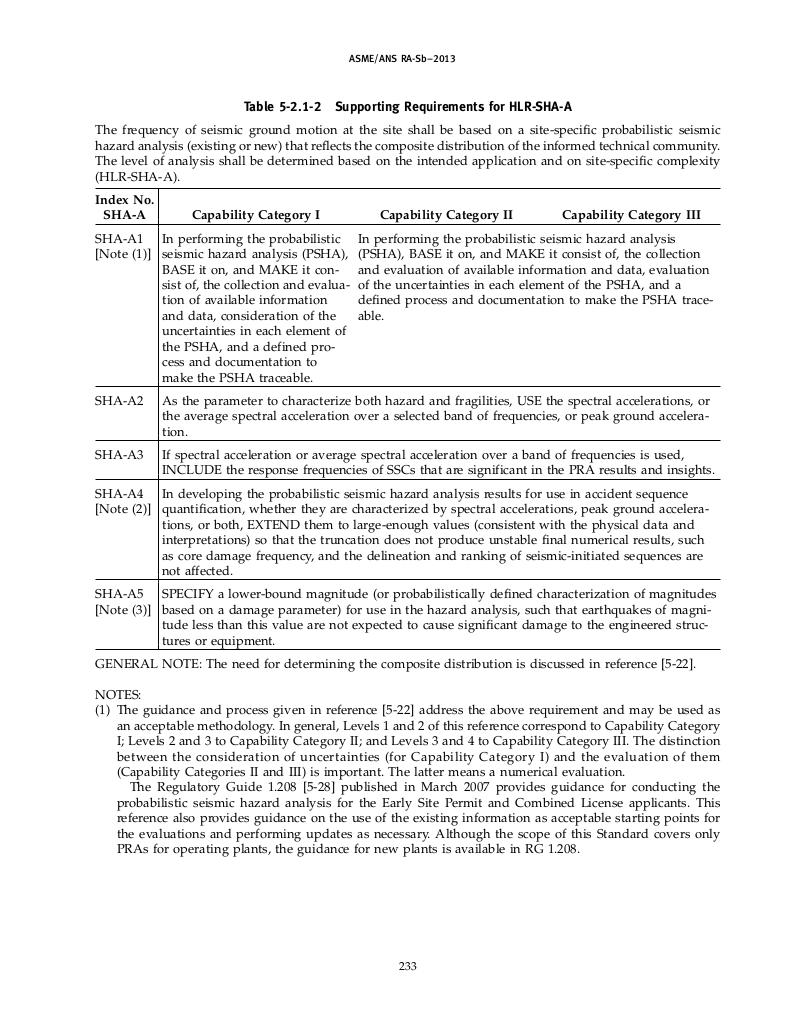 ASME/ANS RA-Sb–2013
Table 5-2.1-2 Supporting Requirements for HLR-SHA-A
The frequency of seismic ground motion at the site shall be based on a site-specific probabilistic seismic
hazard analysis (existing or new) that reflects the composite distribution of the informed technical community.
The level of analysis shall be determined based on the intended application and on site-specific complexity
(HLR-SHA-A).
Index No.
SHA-A Capability Category I Capability Category II Capability Category III
SHA-A1
[Note (1)]
In performing the probabilistic
seismic hazard analysis (PSHA),
BASE it on, and MAKE it con-
sist of, the collection and evalua-
tion of available information
and data, consideration of the
uncertainties in each element of
the PSHA, and a defined pro-
cess and documentation to
make the PSHA traceable.
In performing the probabilistic seismic hazard analysis
(PSHA), BASE it on, and MAKE it consist of, the collection
and evaluation of available information and data, evaluation
of the uncertainties in each element of the PSHA, and a
defined process and documentation to make the PSHA trace-
able.
SHA-A2
As the parameter to characterize both hazard and fragilities, USE the spectral accelerations, or
the average spectral acceleration over a selected band of frequencies, or peak ground accelera-
tion.
SHA-A3
If spectral acceleration or average spectral acceleration over a band of frequencies is used,
INCLUDE the response frequencies of SSCs that are significant in the PRA results and insights.
SHA-A4
[Note (2)]
In developing the probabilistic seismic hazard analysis results for use in accident sequence
quantification, whether they are characterized by spectral accelerations, peak ground accelera-
tions, or both, EXTEND them to large-enough values (consistent with the physical data and
interpretations) so that the truncation does not produce unstable final numerical results, such
as core damage frequency, and the delineation and ranking of seismic-initiated sequences are
not affected.
SHA-A5
[Note (3)]
SPECIFY a lower-bound magnitude (or probabilistically defined characterization of magnitudes
based on a damage parameter) for use in the hazard analysis, such that earthquakes of magni-
tude less than this value are not expected to cause significant damage to the engineered struc-
tures or equipment.
GENERAL NOTE: The need for determining the composite distribution is discussed in reference [5-22].
NOTES:
(1) The guidance and process given in reference [5-22] address the above requirement and may be used as
an acceptable methodology. In general, Levels 1 and 2 of this reference correspond to Capability Category
I; Levels 2 and 3 to Capability Category II; and Levels 3 and 4 to Capability Category III. The distinction
between the consideration of uncertainties (for Capability Category I) and the evaluation of them
(Capability Categories II and III) is important. The latter means a numerical evaluation.
The Regulatory Guide 1.208 [5-28] published in March 2007 provides guidance for conducting the
probabilistic seismic hazard analysis for the Early Site Permit and Combined License applicants. This
reference also provides guidance on the use of the existing information as acceptable starting points for
the evaluations and performing updates as necessary. Although the scope of this Standard covers only
PRAs for operating plants, the guidance for new plants is available in RG 1.208.
233